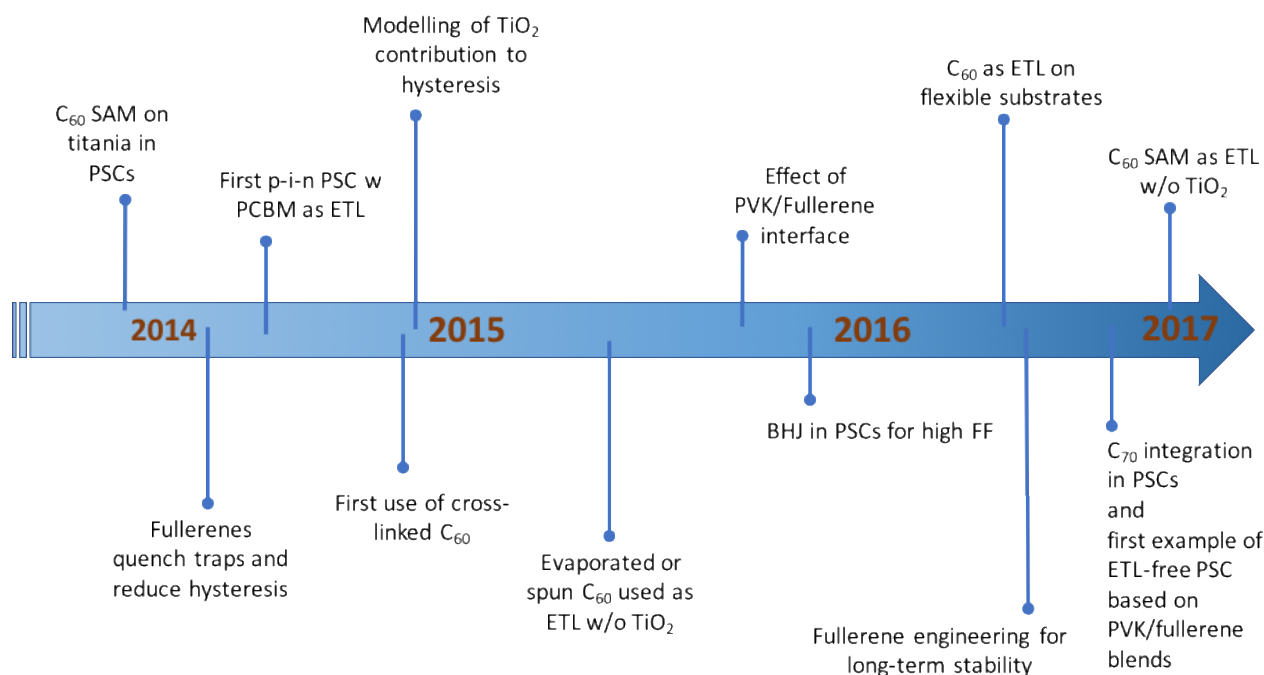 Modelling of TiO₂
contribution to
hysteresis
C₆₀ as ETL on
flexible substrates
C₆₀ SAM on
titania in
PSCs
First p-i-n PSC w
PCBM as ETL
Effect of
PVK/Fullerene
interface
C₆₀ SAM as ETL
w/o TiO₂
2014
2015
2016
2017
Fullerenes
quench traps and
reduce hysteresis
First use of cross-
linked C₆₀
Evaporated or
spun C₆₀ used as
ETL w/o TiO₂
BHJ in PSCs for high FF
Fullerene engineering for
long-term stability
C₇₀ integration
in PSCs
and
first example of
ETL-free PSC
based on
PVK/fullerene
blends